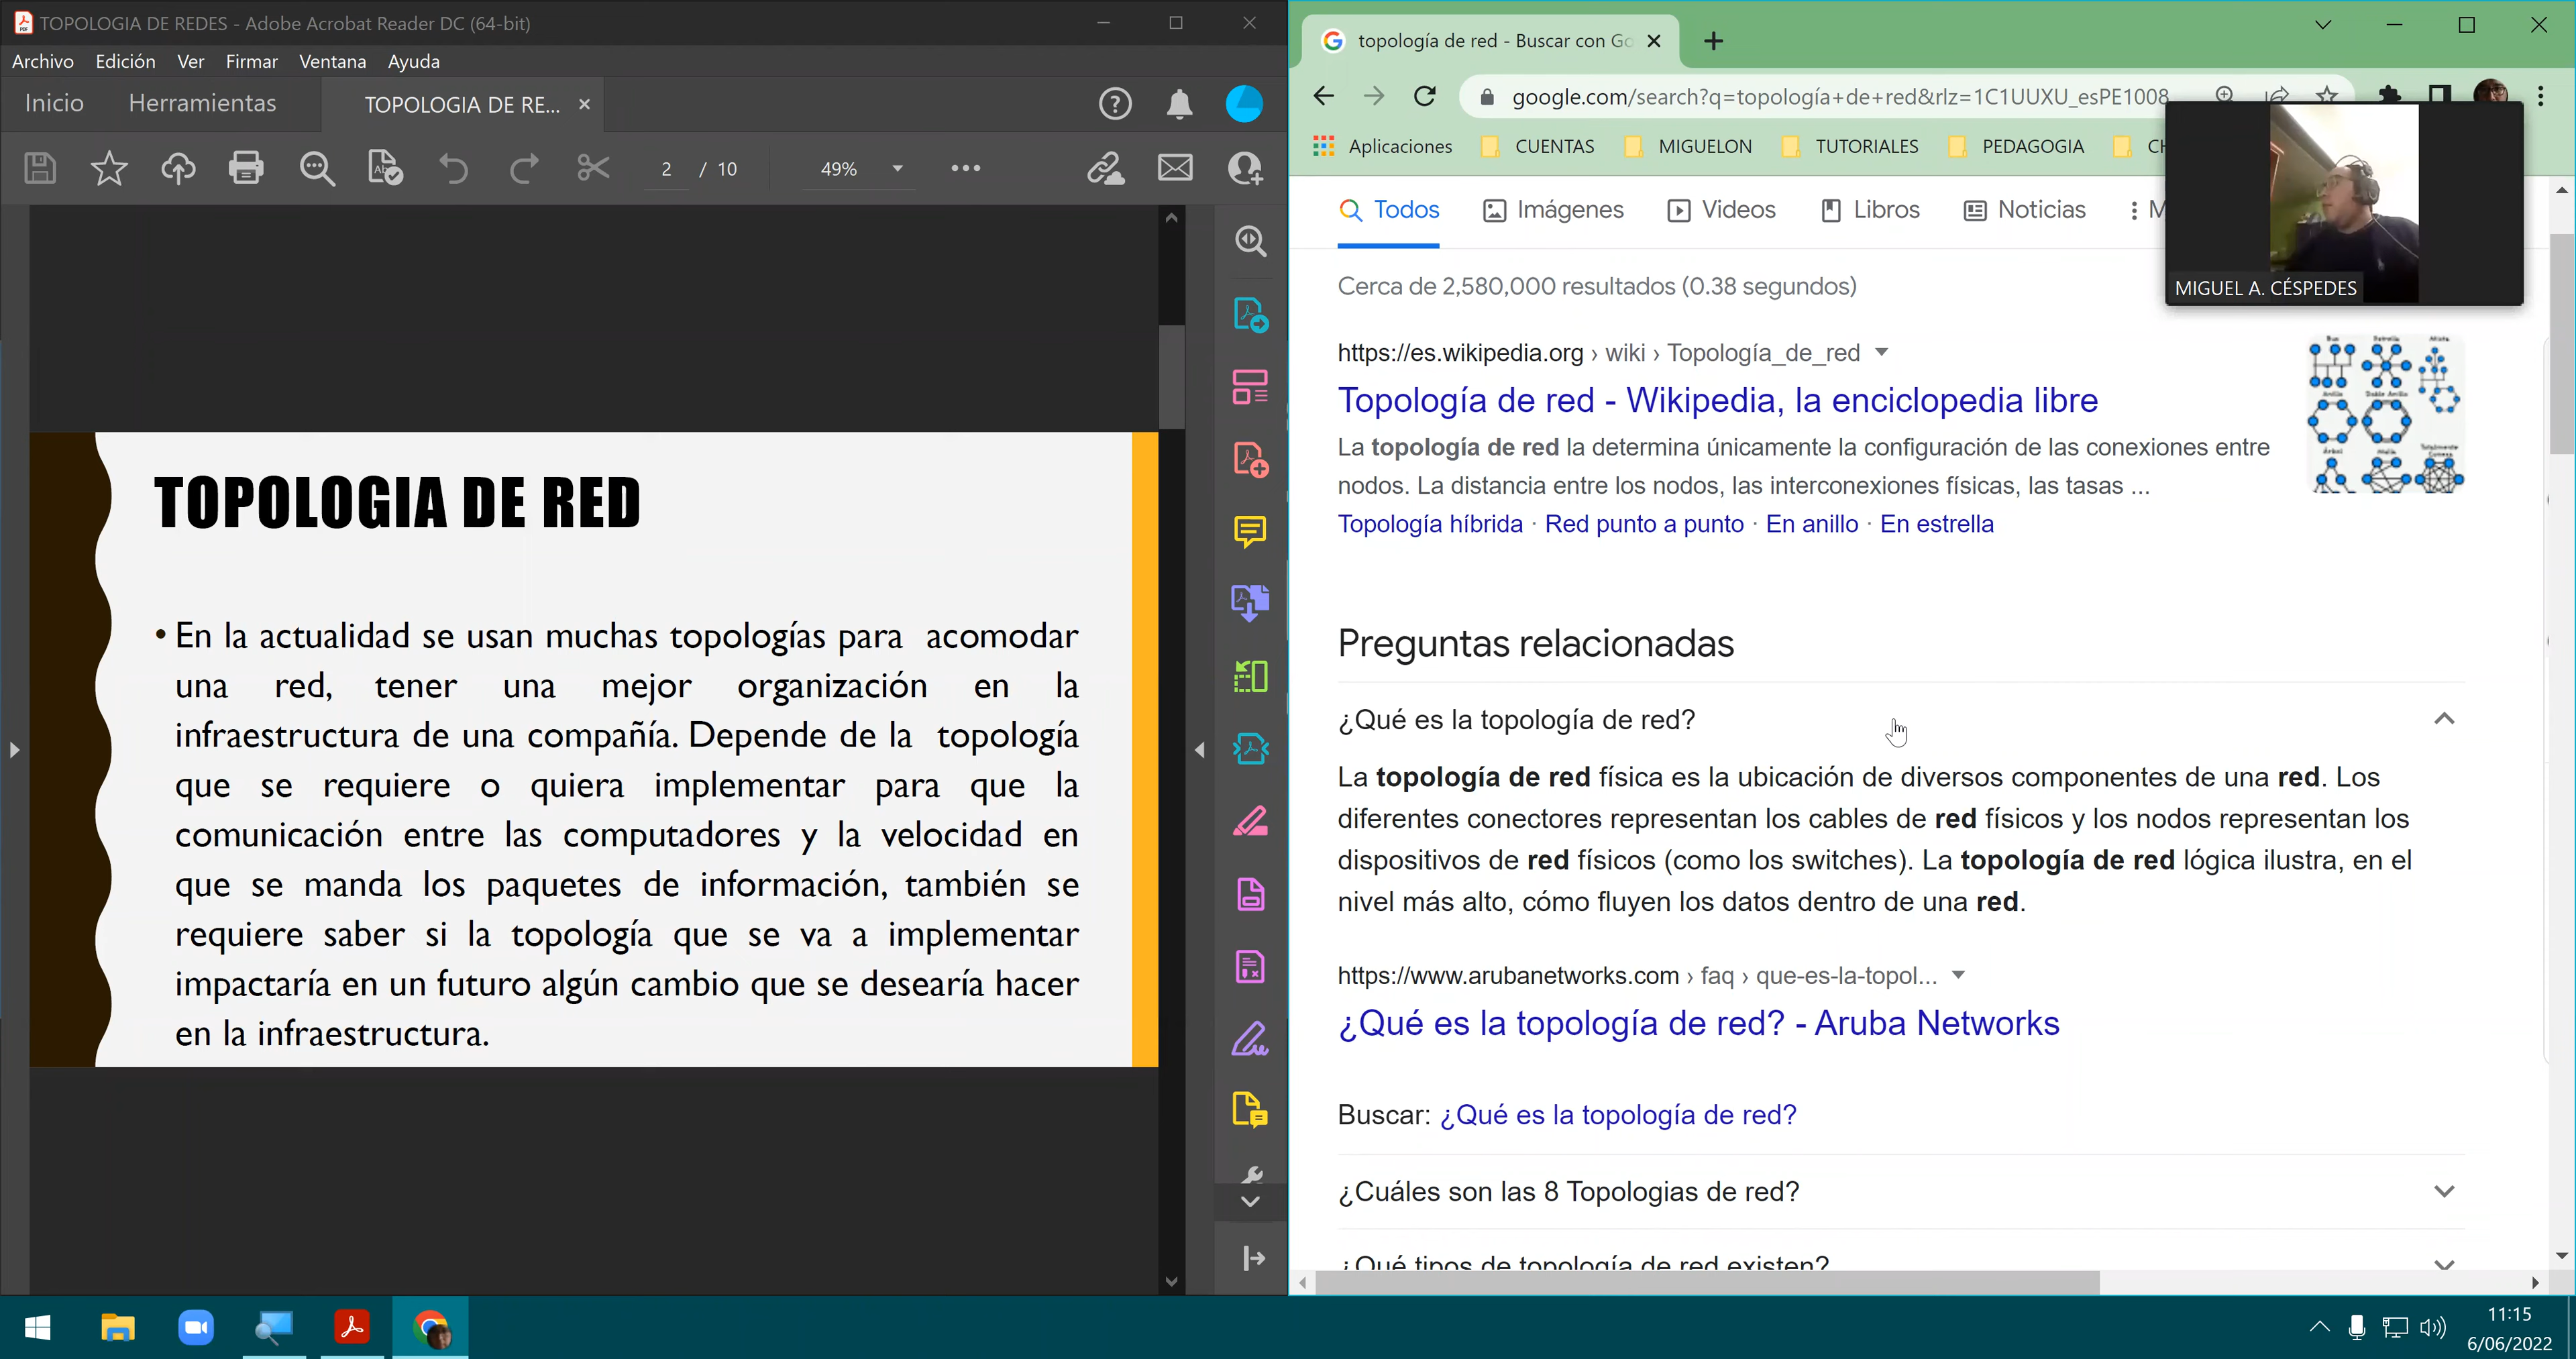 TOPOLOGIA DE REDES - Adobe Acrobat Reader DC (64-bit)
Archivo Edición Ver Firmar Ventana Ayuda
Inicio Herramientas TOPOLOGIA DE RE...
2 / 10 49%
TOPOLOGIA DE RED
• En la actualidad se usan muchas topologías para acomodar
una red, tener una mejor organización en la
infraestructura de una compañía. Depende de la topología
que se requiere o quiera implementar para que la
comunicación entre las computadores y la velocidad en
que se manda los paquetes de información, también se
requiere saber si la topología que se va a implementar
impactaría en un futuro algún cambio que se desearía hacer
en la infraestructura.
topología de red - Buscar con Go
google.com/search?q=topología+de+red&rlz=1C1UUXU_esPE1008
Aplicaciones CUENTAS MIGUELON TUTORIALES PEDAGOGIA CH
Todos Imágenes Videos Libros Noticias M
MIGUEL A. CÉSPEDES
Cerca de 2,580,000 resultados (0.38 segundos)
https://es.wikipedia.org › wiki › Topología_de_red
Topología de red - Wikipedia, la enciclopedia libre
La topología de red la determina únicamente la configuración de las conexiones entre
nodos. La distancia entre los nodos, las interconexiones físicas, las tasas ...
Topología híbrida · Red punto a punto · En anillo · En estrella
Preguntas relacionadas
¿Qué es la topología de red?
La topología de red física es la ubicación de diversos componentes de una red. Los
diferentes conectores representan los cables de red físicos y los nodos representan los
dispositivos de red físicos (como los switches). La topología de red lógica ilustra, en el
nivel más alto, cómo fluyen los datos dentro de una red.
https://www.arubanetworks.com › faq › que-es-la-topol...
¿Qué es la topología de red? - Aruba Networks
Buscar: ¿Qué es la topología de red?
¿Cuáles son las 8 Topologias de red?
¿Qué tipos de topología de red existen?
11:15
6/06/2022